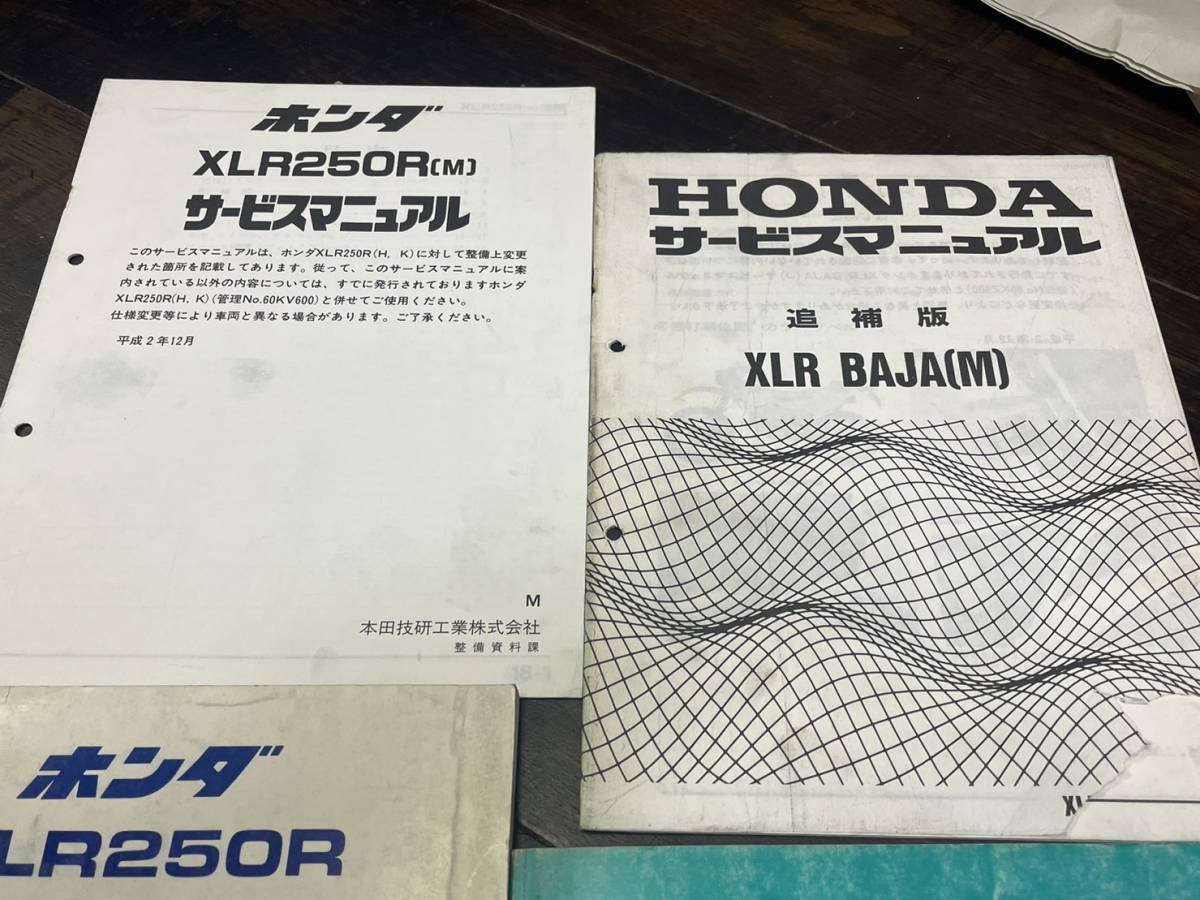 ホンダ
XLR250R(M)
サービスマニュアル
このサービスマニュアルは、ホンダXLR250R(H, K)に対して整備上変更
された箇所を記載してあります。従って、このサービスマニュアルに案
内されている以外の内容については、すでに発行されておりますホンダ
XLR250R(H, K)(管理No.60KV600)と併せてご使用ください。
仕様変更等により車両と異なる場合があります。ご了承ください。
平成2年12月
M
本田技研工業株式会社
整備資料課
HONDA
サービスマニュアル
追補版
XLR BAJA(M)
XL
ホンダ
LR250R